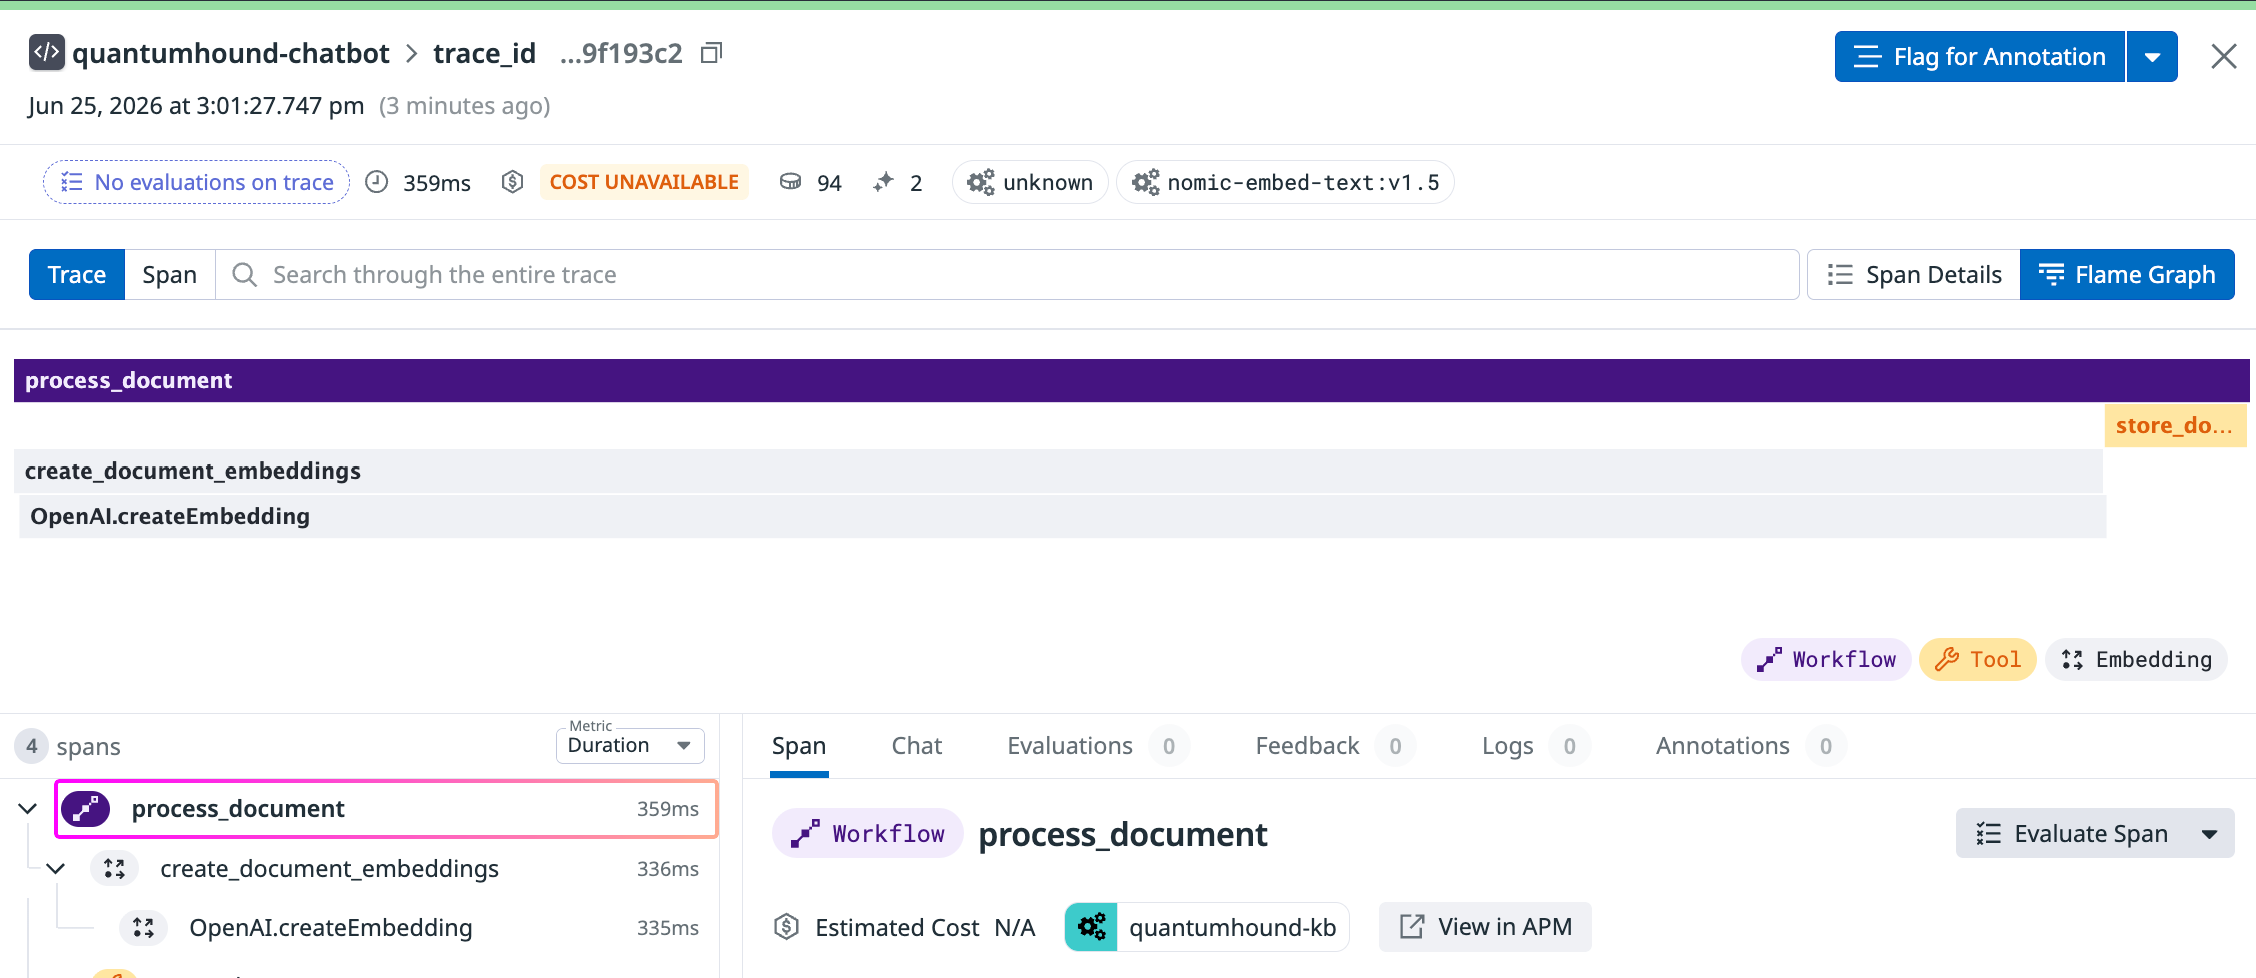 quantumhound-chatbot > trace_id ...9f193c2
Flag for Annotation
Jun 25, 2026 at 3:01:27.747 pm (3 minutes ago)
No evaluations on trace 359ms COST UNAVAILABLE 94 2 unknown nomic-embed-text:v1.5
Trace Span Search through the entire trace Span Details Flame Graph
process_document
store_do...
create_document_embeddings
OpenAI.createEmbedding
Workflow Tool Embedding
4 spans Metric Duration
Span Chat Evaluations 0 Feedback 0 Logs 0 Annotations 0
process_document 359ms
create_document_embeddings 336ms
OpenAI.createEmbedding 335ms
Workflow process_document Evaluate Span
Estimated Cost N/A quantumhound-kb View in APM